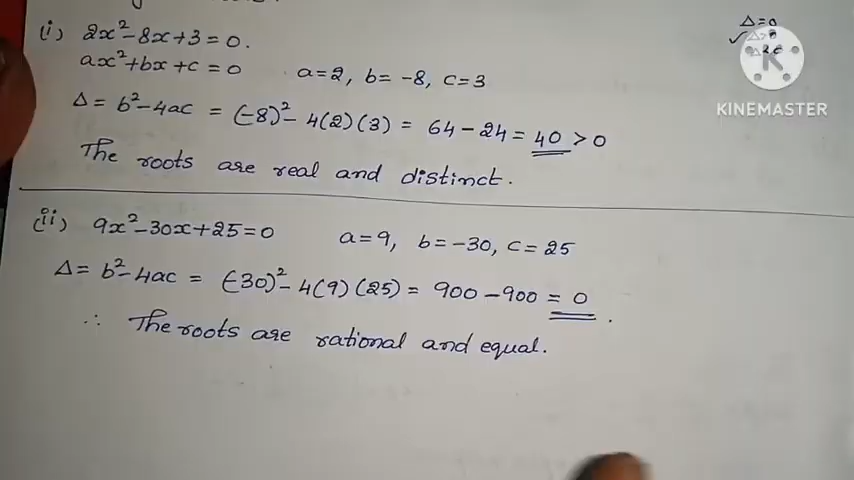 (i) 2x²-8x+3=0.
ax²+bx+c=0 a=2, b=-8, c=3
Δ= b²-4ac = (-8)²-4(2)(3) = 64-24=40>0
The roots are real and distinct.
(ii) 9x²-30x+25=0 a=9, b=-30, c=25
Δ= b²-4ac = (-30)²-4(9)(25)= 900-900=0.
∴ The roots are rational and equal.
Δ=0
KINEMASTER